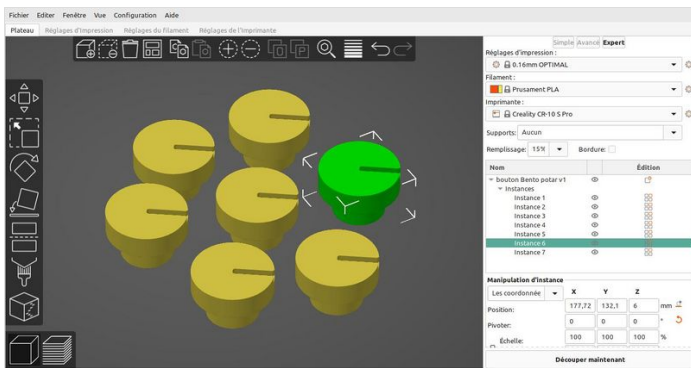 Fichier Editer Fenêtre Vue Configuration Aide
Plateau Réglages d'Impression Réglages du filament Réglages de l'imprimante
Simple Avancé Expert
Réglages d'impression :
0.16mm OPTIMAL
Filament :
Prusament PLA
Imprimante :
Creality CR-10 S Pro
Supports: Aucun
Remplissage: 15% Bordure:
Nom Édition
bouton Bento potar v1
Instances
Instance 1
Instance 2
Instance 3
Instance 4
Instance 5
Instance 6
Instance 7
Manipulation d'instance
Les coordonnée X Y Z
Position: 177,72 132,1 6 mm
Pivoter: 0 0 0 °
Échelle: 100 100 100 %
Découper maintenant